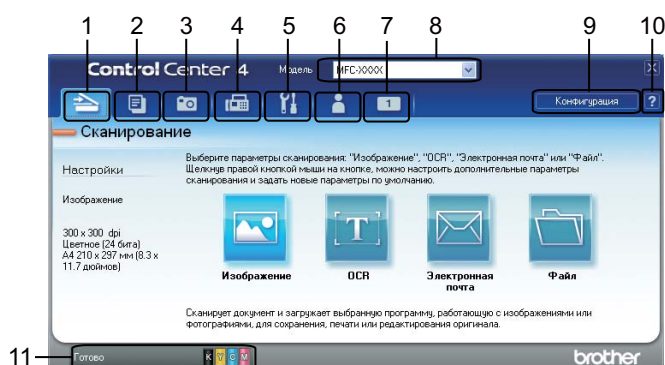 1 2 3 4 5 6 7 8 9 10
Control Center 4 Модель MFC-XXXX X
1 Конфигурация ?
Сканирование
Настройки
Изображение
300 x 300 dpi
Цветное (24 бита)
A4 210 x 297 мм (8.3 x
11.7 дюймов)
Выберите параметры сканирования: "Изображение", "OCR", "Электронная почта" или "Файл".
Щелкнув правой кнопкой мыши на кнопке, можно настроить дополнительные параметры
сканирования и задать новые параметры по умолчанию.
T
Изображение OCR Электронная Файл
почта
Сканирует документ и загружает выбранную программу, работающую с изображениями или
фотографиями, для сохранения, печати или редактирования оригинала.
11 Готово K Y C M brother